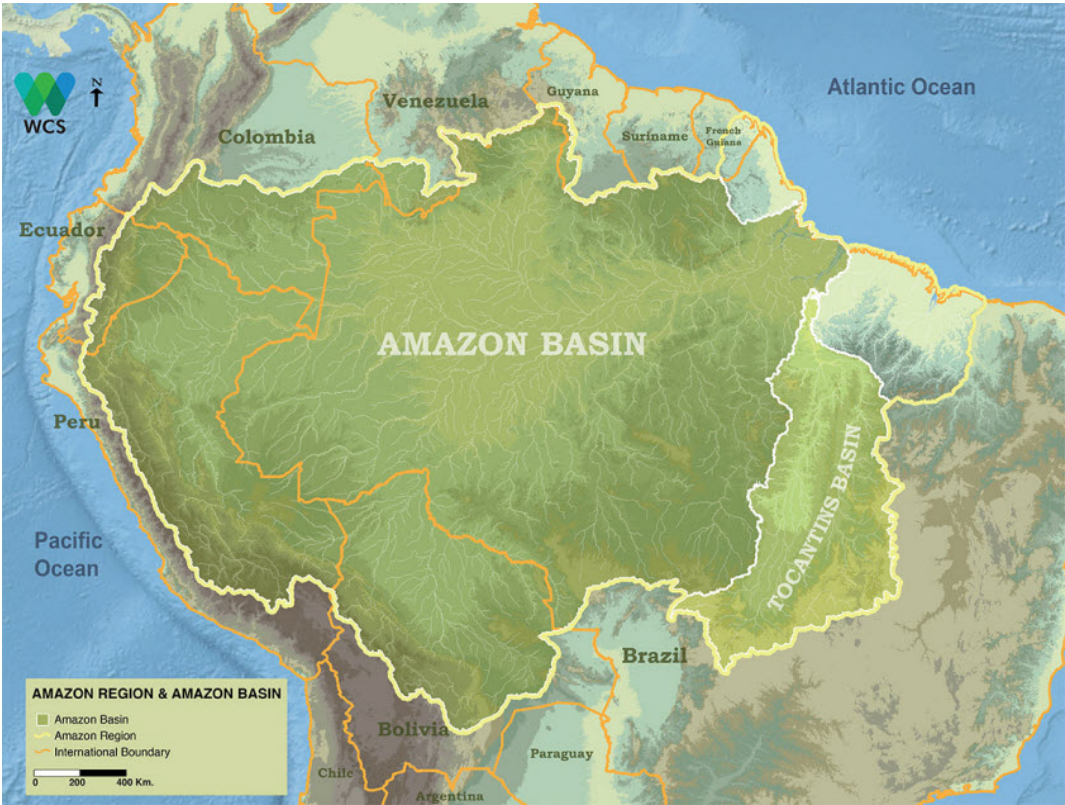 Atlantic Ocean
N
WCS
Venezuela
Guyana
Colombia
Suriname
French
Guiana
Ecuador
AMAZON BASIN
Peru
TOCANTINS BASIN
Pacific
Ocean
Brazil
Bolivia
Paraguay
Chile
Argentina
AMAZON REGION & AMAZON BASIN
Amazon Basin
Amazon Region
International Boundary
0 200 400 Km.